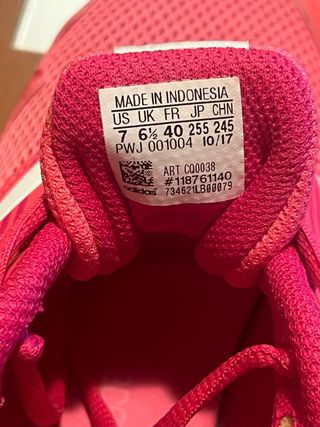 MADE IN INDONESIA
US UK FR JP CHN
7 6½ 40 255 245
PWJ 001004 10/17
ART CQ0038
#118761140
adidas 734621LB00079